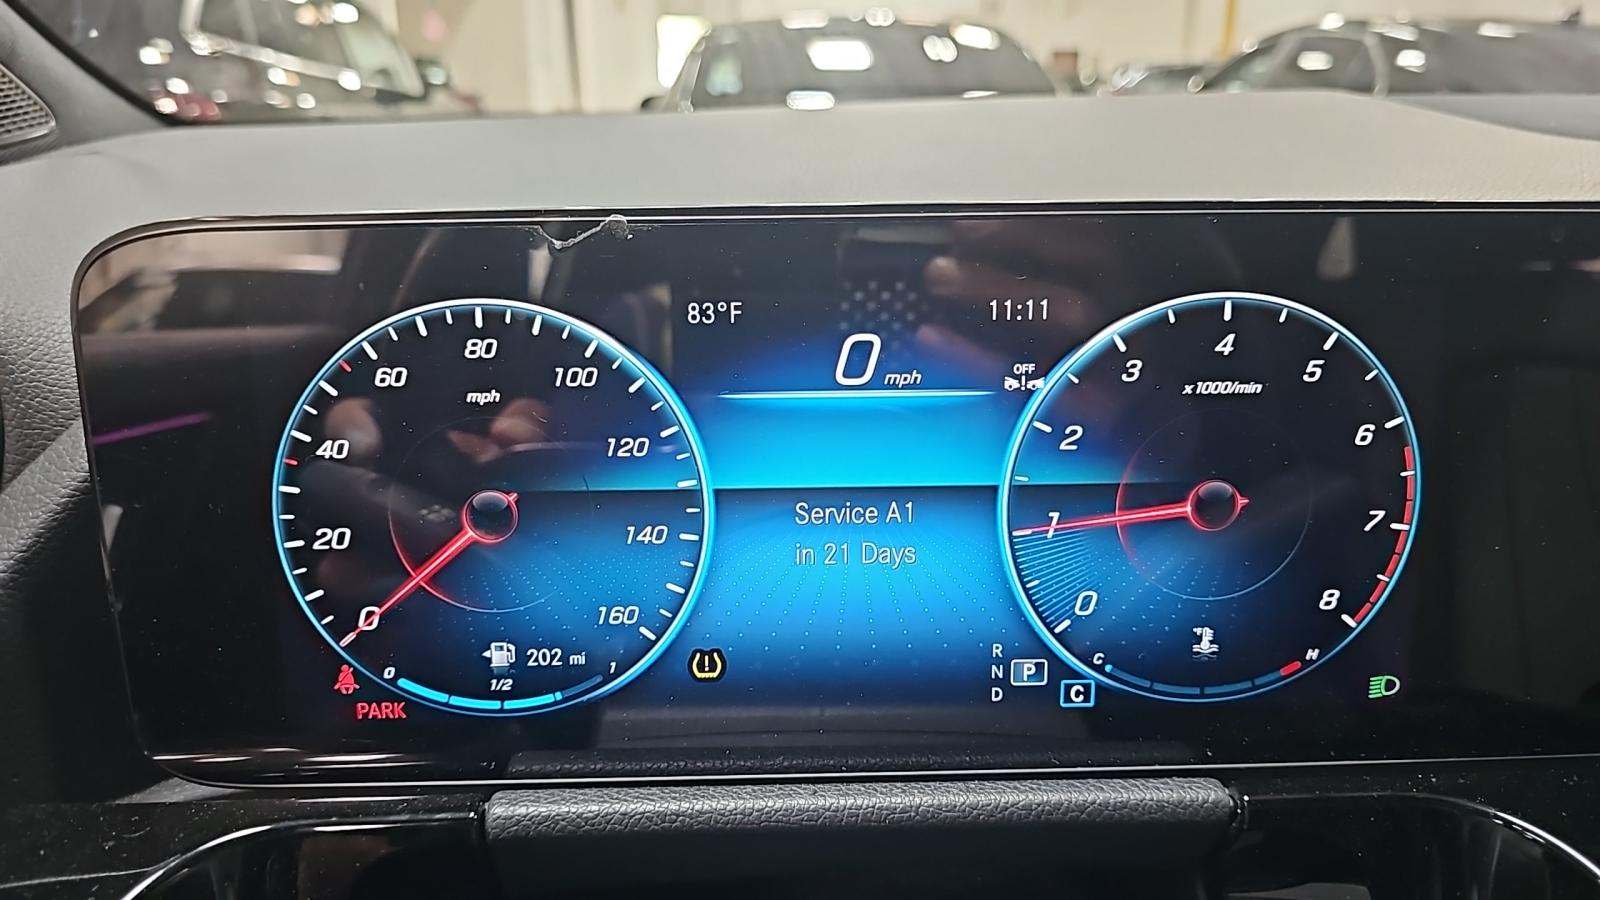 83°F
11:11
0 mph
OFF
0
20
40
60
80
100
120
140
160
mph
0
1
2
3
4
5
6
7
8
x1000/min
Service A1
in 21 Days
202 mi
0
1/2
1
PARK
R
N
P
D
C
C
H